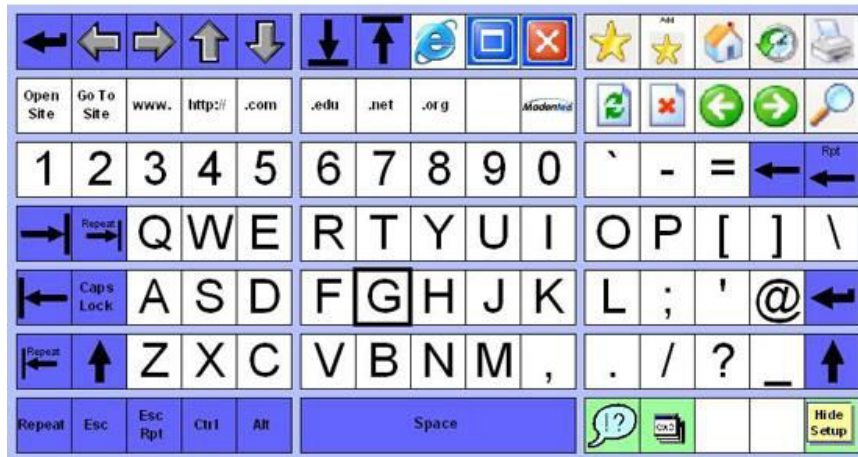 Add
Open Site Go To Site www. http:// .com .edu .net .org Madentec
1 2 3 4 5 6 7 8 9 0 ` - = Rpt
Repeat Q W E R T Y U I O P [ ] \
Caps Lock A S D F G H J K L ; ' @
Repeat Z X C V B N M , . / ? _
Repeat Esc Esc Rpt Ctrl Alt Space !? Hide Setup